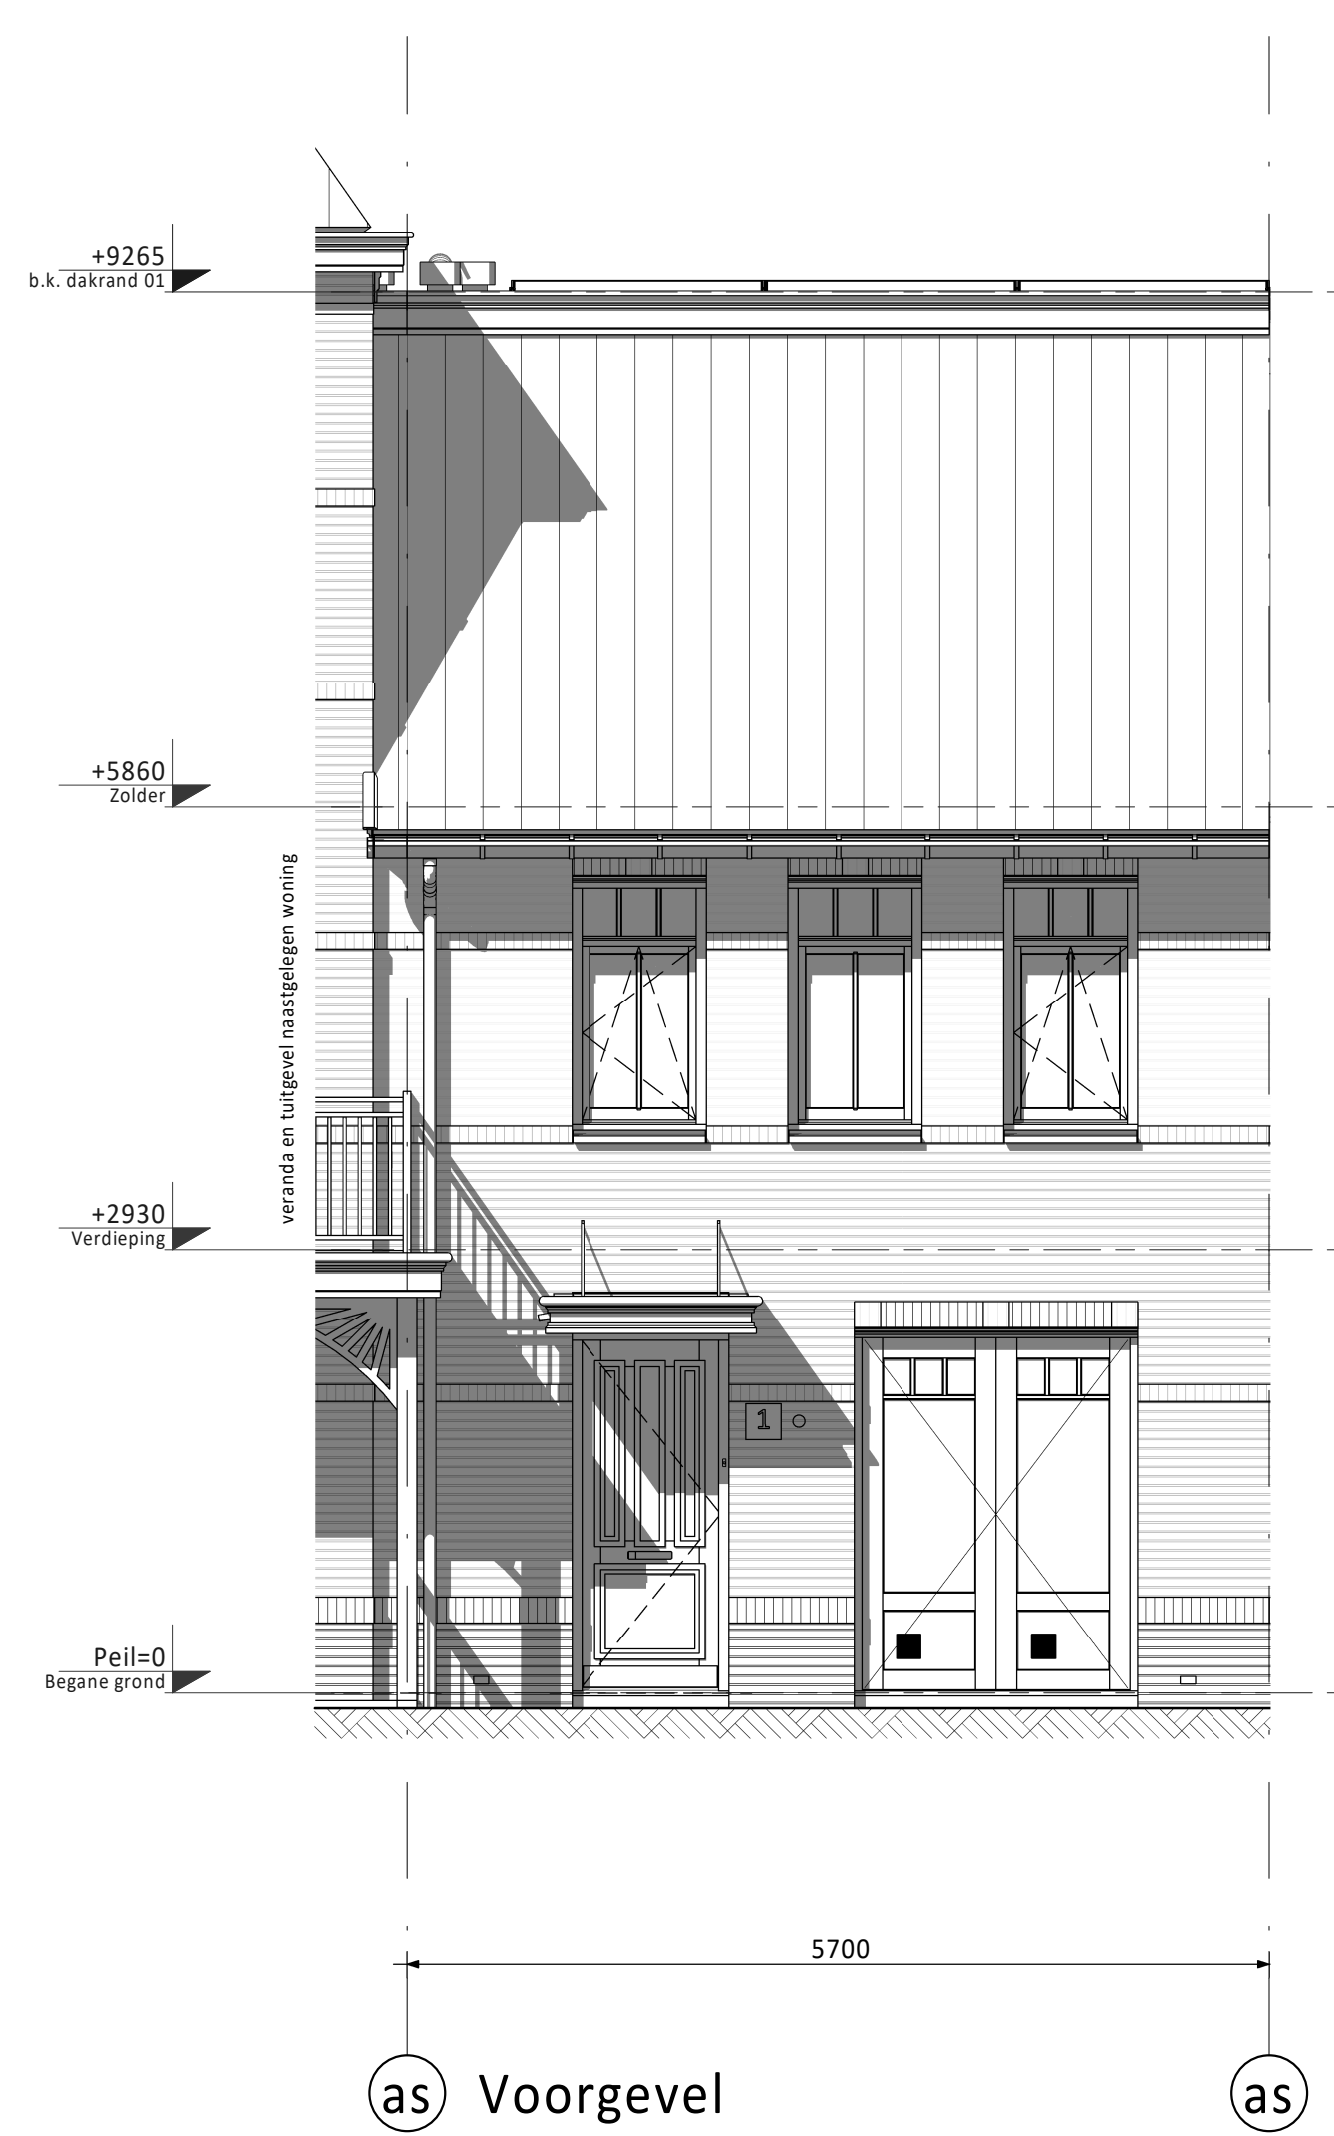 +9265
b.k. dakrand 01
+5860
Zolder
veranda en tuitgevel naastgelegen woning
+2930
Verdieping
1
Peil=0
Begane grond
5700
as Voorgevel as